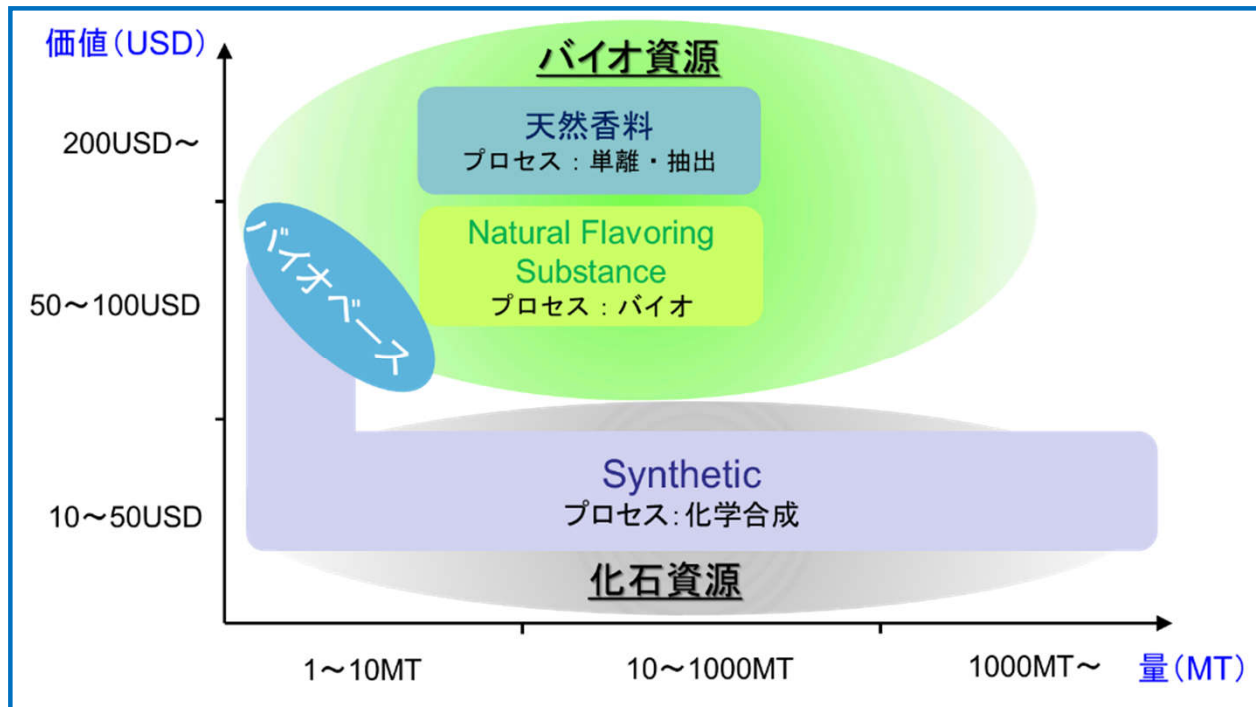 価値(USD)
バイオ資源
200USD～
天然香料
プロセス：単離・抽出
バイオベース
Natural Flavoring
Substance
プロセス：バイオ
50～100USD
Synthetic
プロセス：化学合成
10～50USD
化石資源
1～10MT
10～1000MT
1000MT～
量(MT)